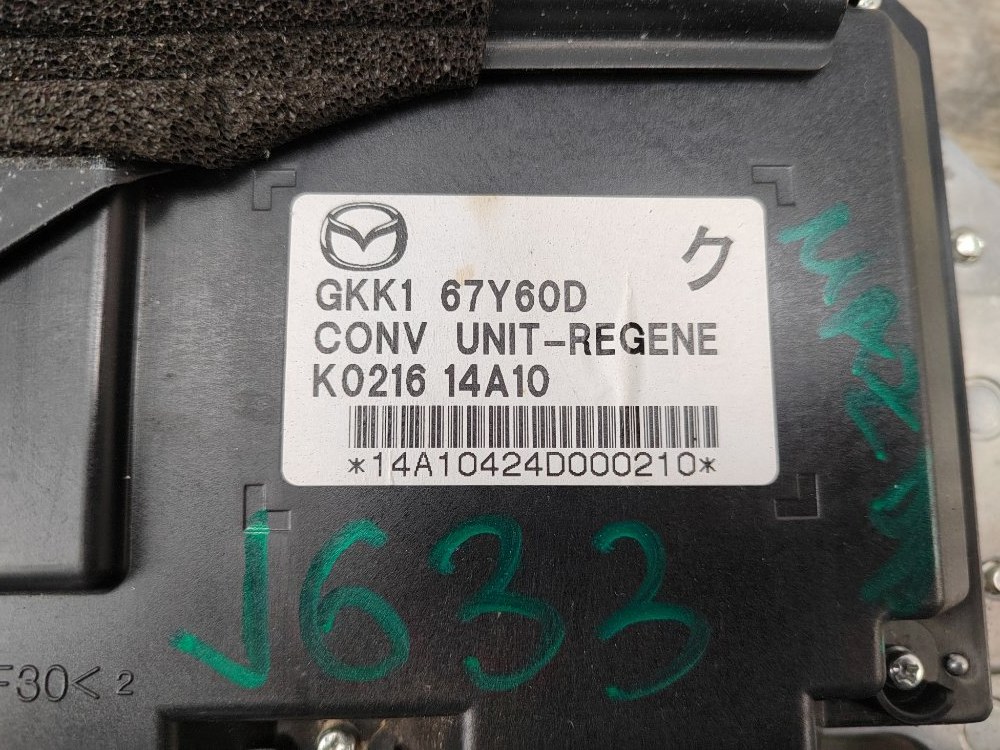 ク
GKK1 67Y60D
CONV UNIT-REGENE
K0216 14A10
*14A10424D000210*
J633
F30< 2